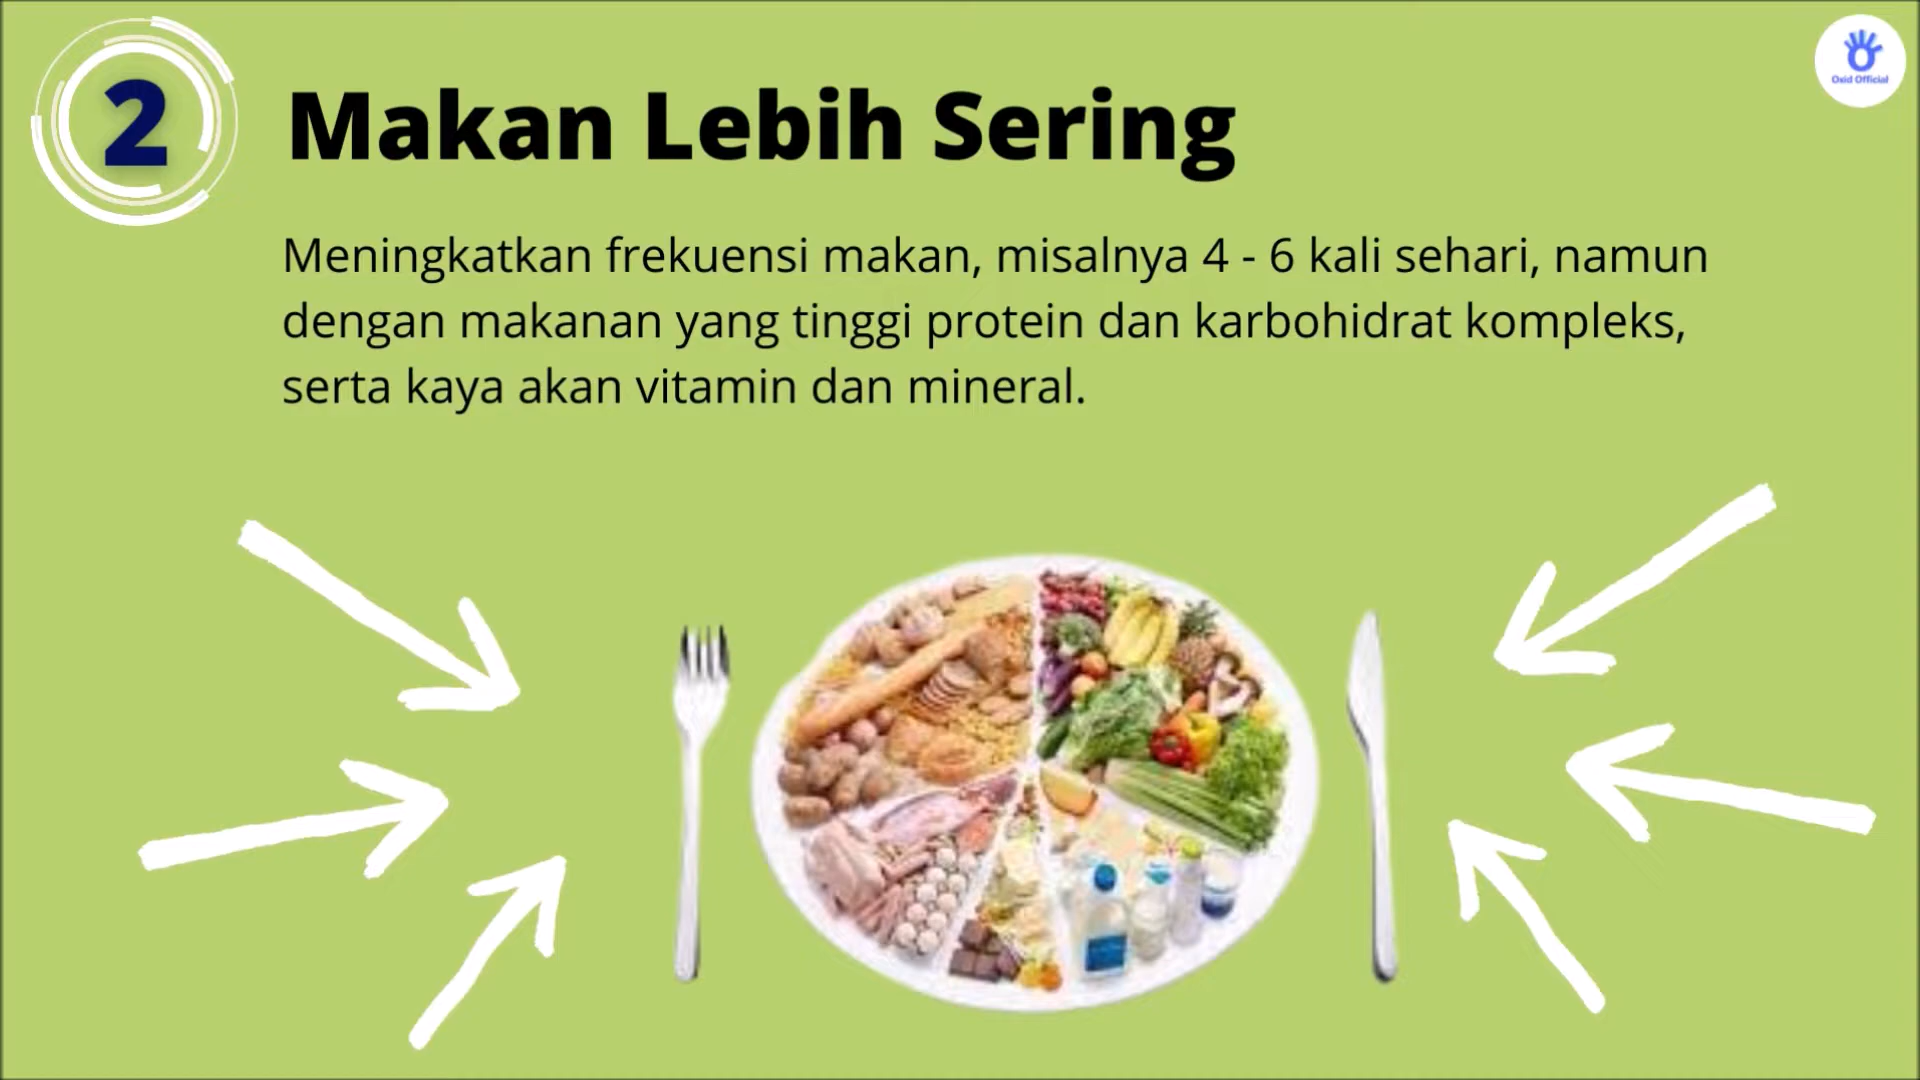 2
Makan Lebih Sering
Oxid Official
Meningkatkan frekuensi makan, misalnya 4 - 6 kali sehari, namun
dengan makanan yang tinggi protein dan karbohidrat kompleks,
serta kaya akan vitamin dan mineral.